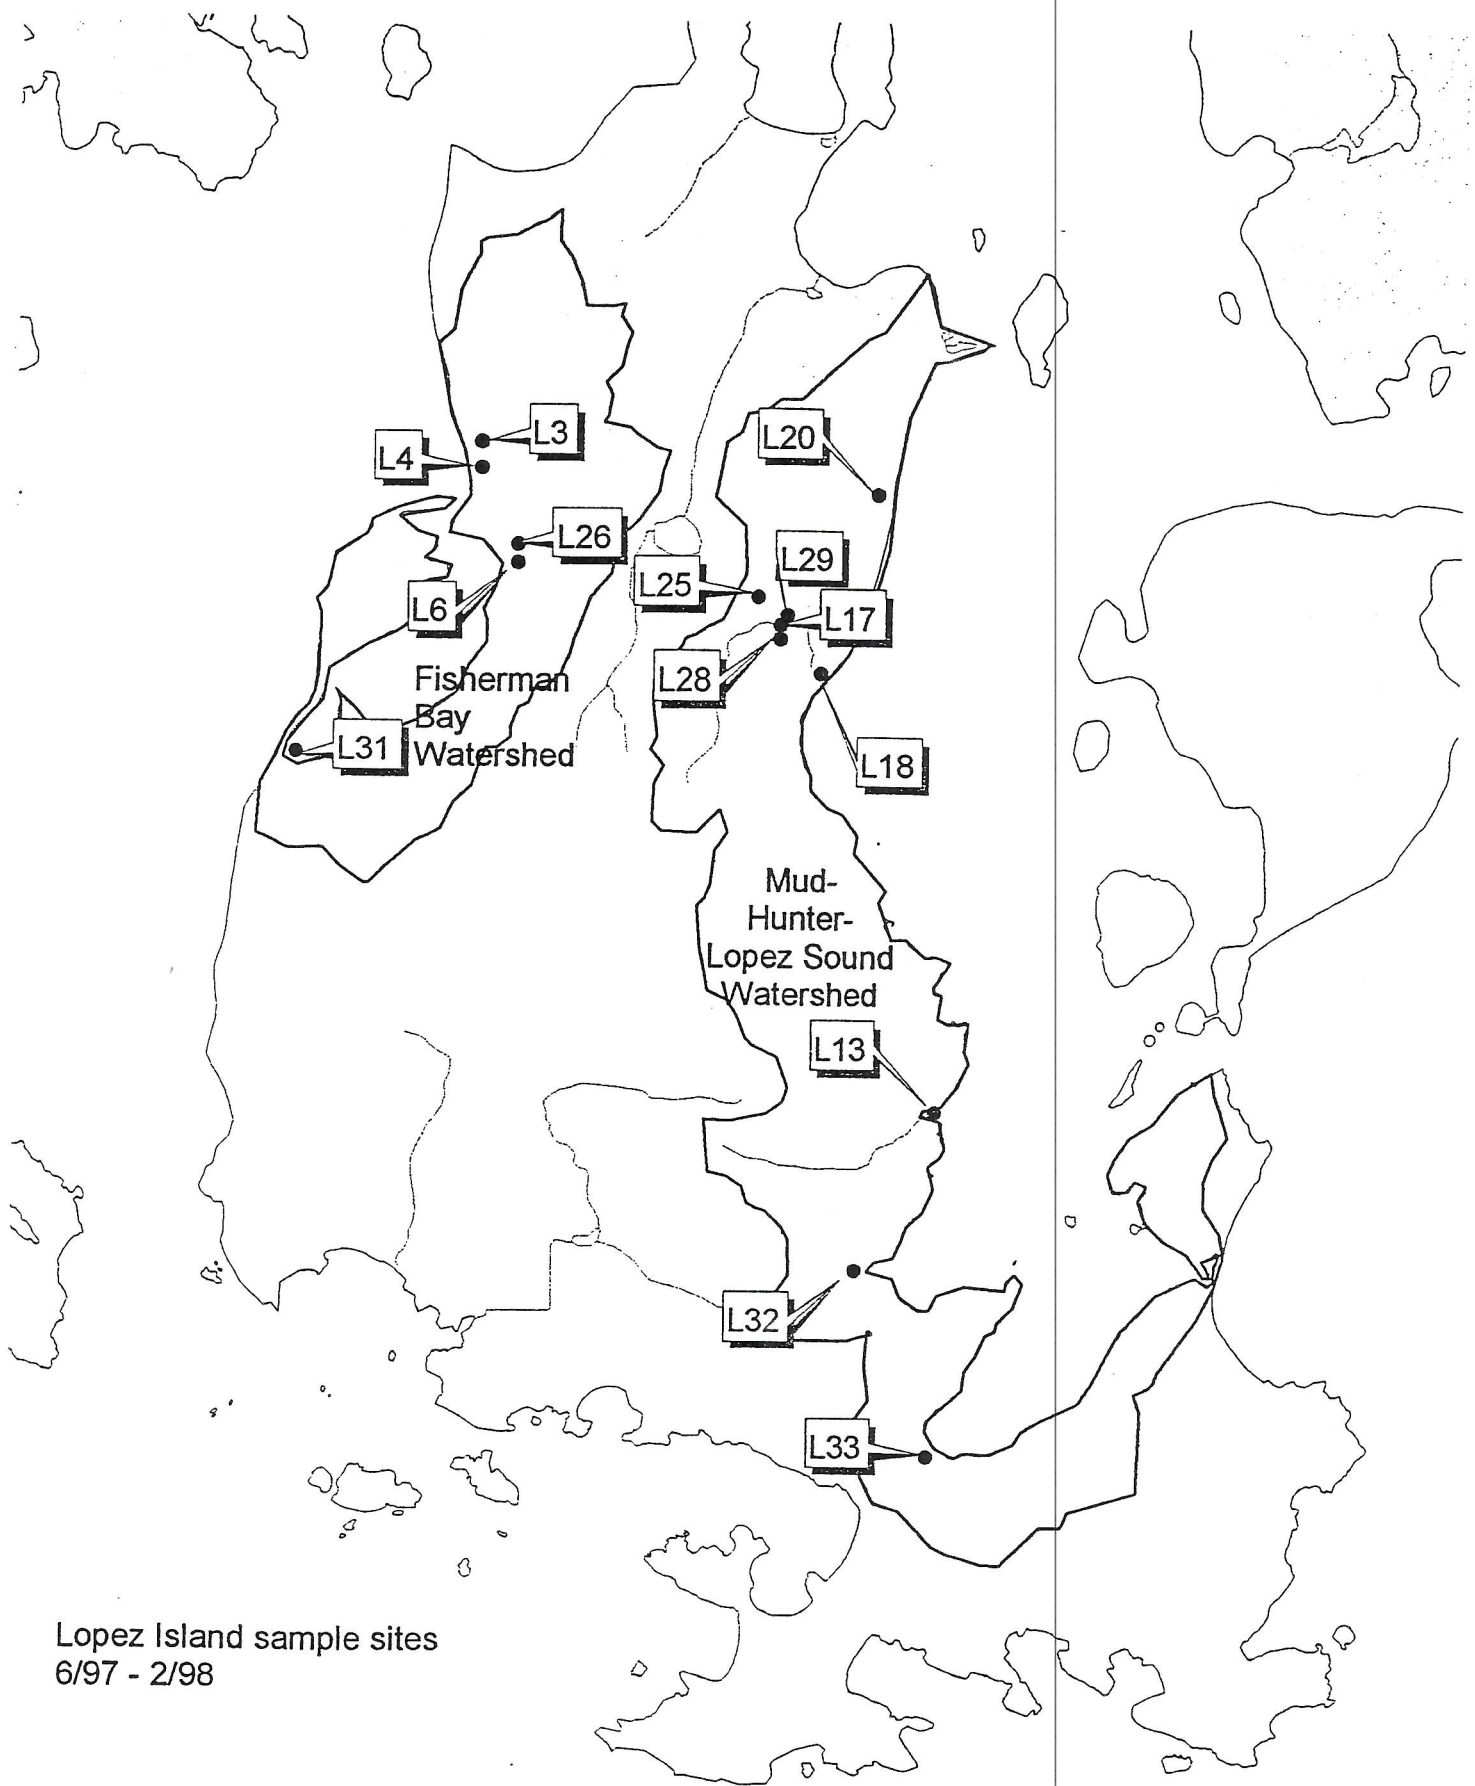 L3
L4
L20
L26
L29
L25
L6
L17
L28
Fisherman
Bay
Watershed
L31
L18
Mud-
Hunter-
Lopez Sound
Watershed
L13
L32
L33
Lopez Island sample sites
6/97 - 2/98